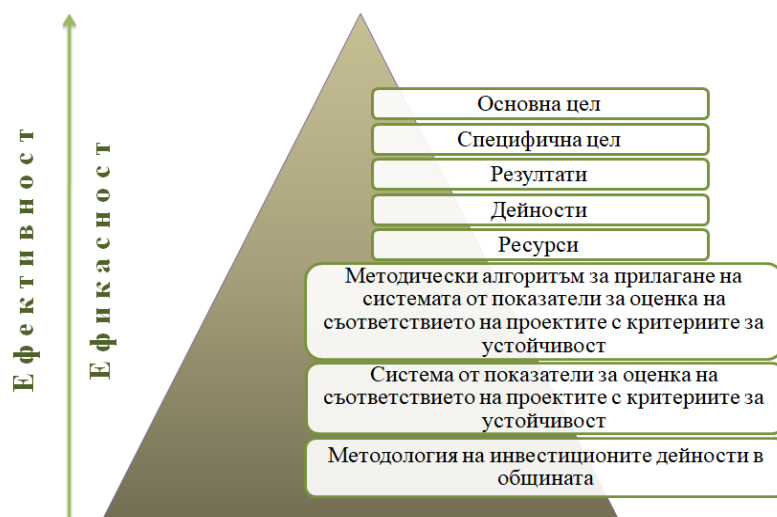 Ефективност
Ефикасност
Основна цел
Специфична цел
Резултати
Дейности
Ресурси
Методически алгоритъм за прилагане на
системата от показатели за оценка на
съответствието на проектите с критериите за
устойчивост
Система от показатели за оценка на
съответствието на проектите с критериите за
устойчивост
Методология на инвестиционите дейности в
общината